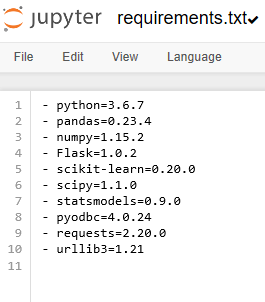 jupyter requirements.txt
File Edit View Language
1 - python=3.6.7
2 - pandas=0.23.4
3 - numpy=1.15.2
4 - Flask=1.0.2
5 - scikit-learn=0.20.0
6 - scipy=1.1.0
7 - statsmodels=0.9.0
8 - pyodbc=4.0.24
9 - requests=2.20.0
10 - urllib3=1.21
11